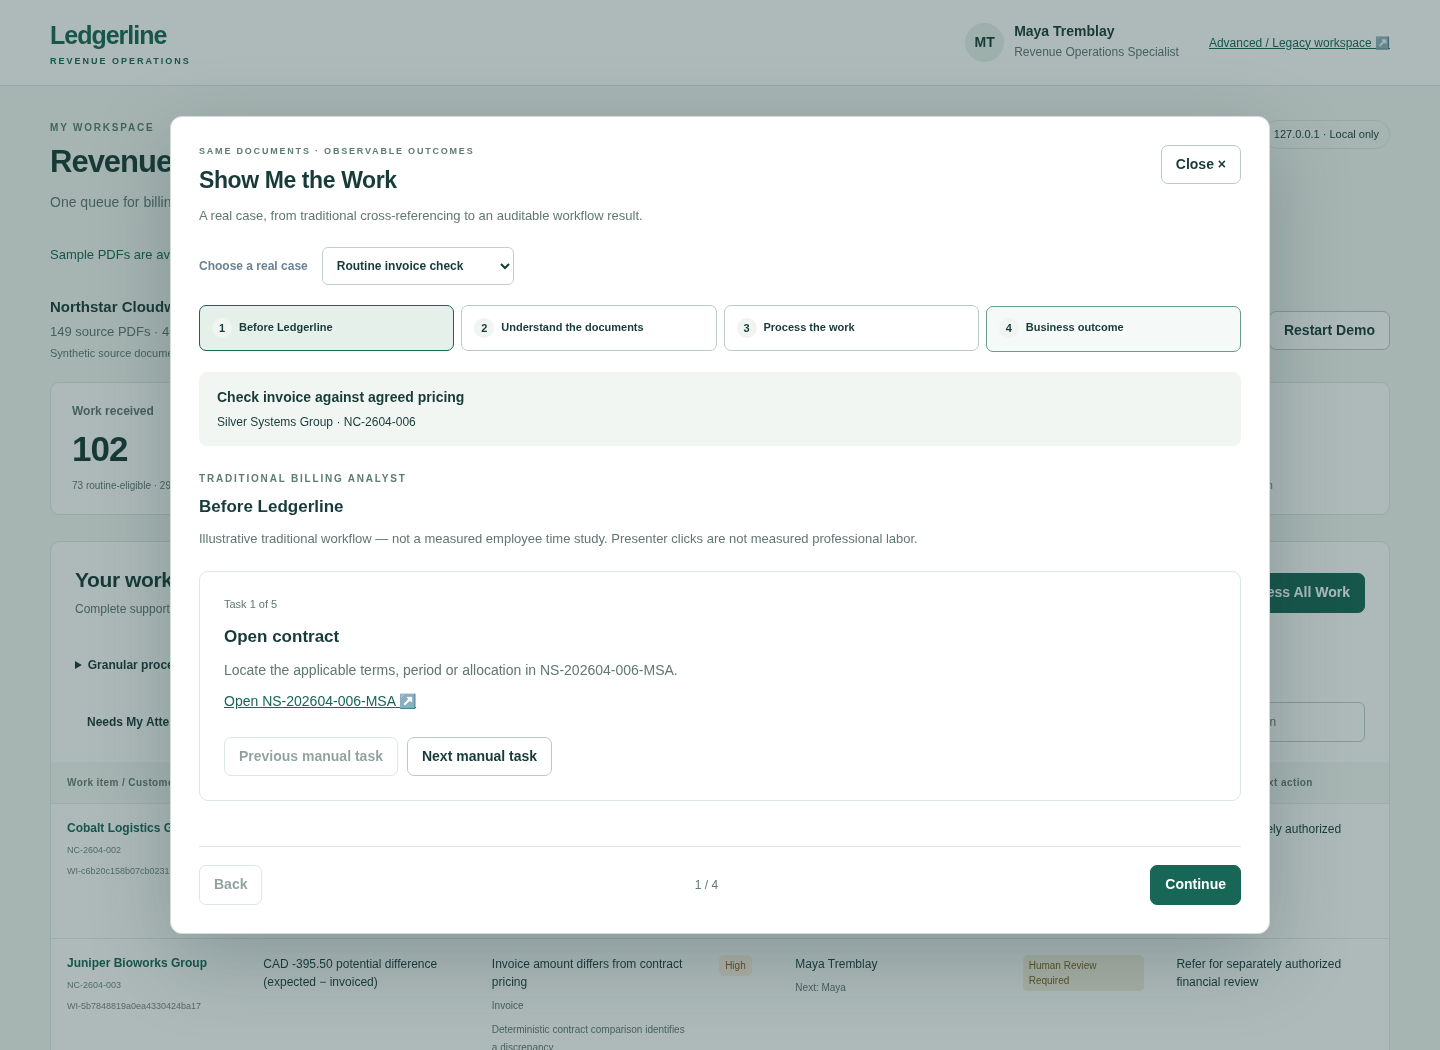 Ledgerline
REVENUE OPERATIONS
MT
Maya Tremblay
Revenue Operations Specialist
Advanced / Legacy workspace ↗
MY WORKSPACE
127.0.0.1 · Local only
Revenue
One queue for billin
Sample PDFs are av
Northstar Cloudw
149 source PDFs · 4
Synthetic source docume
Restart Demo
Work received
102
73 routine-eligible · 29
Your work
Complete support
ess All Work
Granular proce
Needs My Atte
Work item / Custome
xt action
Cobalt Logistics G
NC-2604-002
WI-c6b20c158b07cb0231
ely authorized
SAME DOCUMENTS · OBSERVABLE OUTCOMES
Show Me the Work
Close ×
A real case, from traditional cross-referencing to an auditable workflow result.
Choose a real case
Routine invoice check
1 Before Ledgerline
2 Understand the documents
3 Process the work
4 Business outcome
Check invoice against agreed pricing
Silver Systems Group · NC-2604-006
TRADITIONAL BILLING ANALYST
Before Ledgerline
Illustrative traditional workflow — not a measured employee time study. Presenter clicks are not measured professional labor.
Task 1 of 5
Open contract
Locate the applicable terms, period or allocation in NS-202604-006-MSA.
Open NS-202604-006-MSA ↗
Previous manual task
Next manual task
Back
1 / 4
Continue
Juniper Bioworks Group
NC-2604-003
WI-5b7848819a0ea4330424ba17
CAD -395.50 potential difference
(expected − invoiced)
Invoice amount differs from contract
pricing
Invoice
Deterministic contract comparison identifies
a discrepancy
High
Maya Tremblay
Next: Maya
Human Review
Required
Refer for separately authorized
financial review